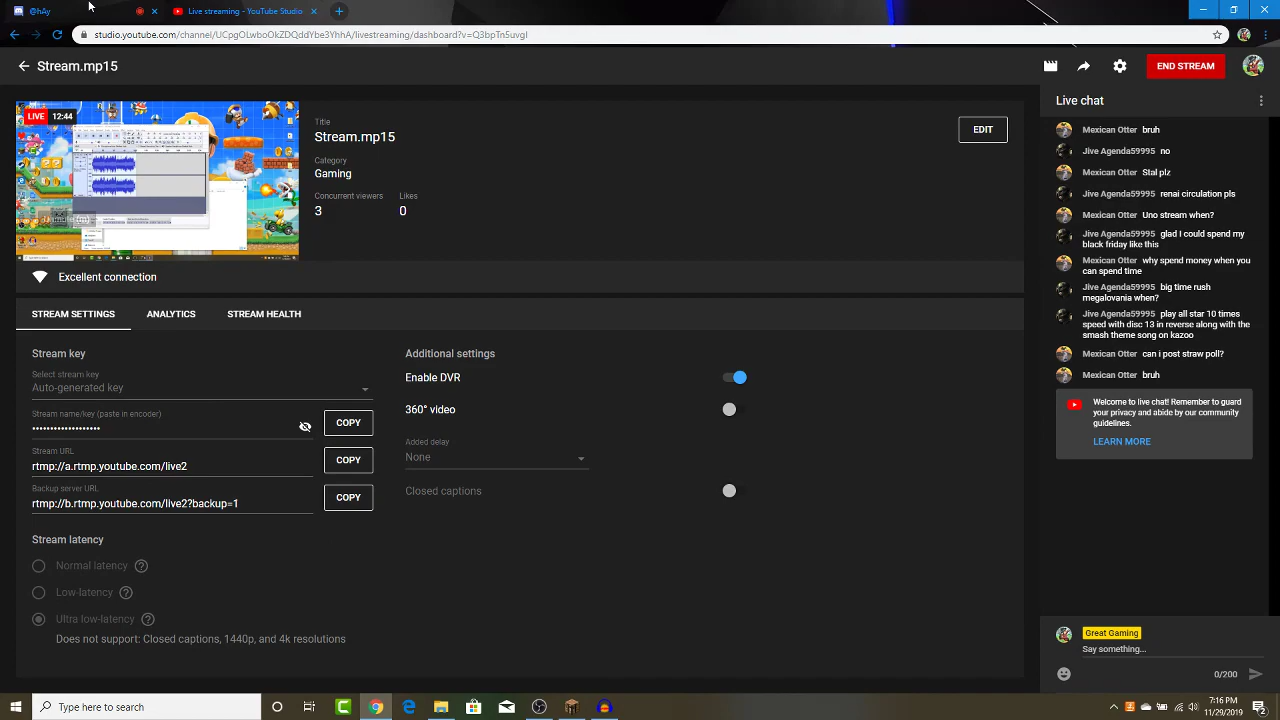 @hAy
Live streaming - YouTube Studio
studio.youtube.com/channel/UCpgOLwboOkZDQddYbe3YhhA/livestreaming/dashboard?v=Q3bpTn5uvgI
Stream.mp15
END STREAM
LIVE 12:44
Title
Stream.mp15
EDIT
Category
Gaming
Concurrent viewers
Likes
3
0
Excellent connection
STREAM SETTINGS
ANALYTICS
STREAM HEALTH
Stream key
Select stream key
Auto-generated key
Stream name/key (paste in encoder)
••••••••••••••••••• COPY
Stream URL
rtmp://a.rtmp.youtube.com/live2 COPY
Backup server URL
rtmp://b.rtmp.youtube.com/live2?backup=1 COPY
Stream latency
Normal latency ?
Low-latency ?
Ultra low-latency ?
Does not support: Closed captions, 1440p, and 4k resolutions
Additional settings
Enable DVR
360° video
Added delay
None
Closed captions
Live chat
Mexican Otter bruh
Jive Agenda59995 no
Mexican Otter Stal plz
Jive Agenda59995 renai circulation pls
Mexican Otter Uno stream when?
Jive Agenda59995 glad I could spend my
black friday like this
Mexican Otter why spend money when you
can spend time
Jive Agenda59995 big time rush
megalovania when?
Jive Agenda59995 play all star 10 times
speed with disc 13 in reverse along with the
smash theme song on kazoo
Mexican Otter can i post straw poll?
Mexican Otter bruh
Welcome to live chat! Remember to guard
your privacy and abide by our community
guidelines.
LEARN MORE
Great Gaming
Say something...
0/200
Type here to search
7:16 PM
11/29/2019
2